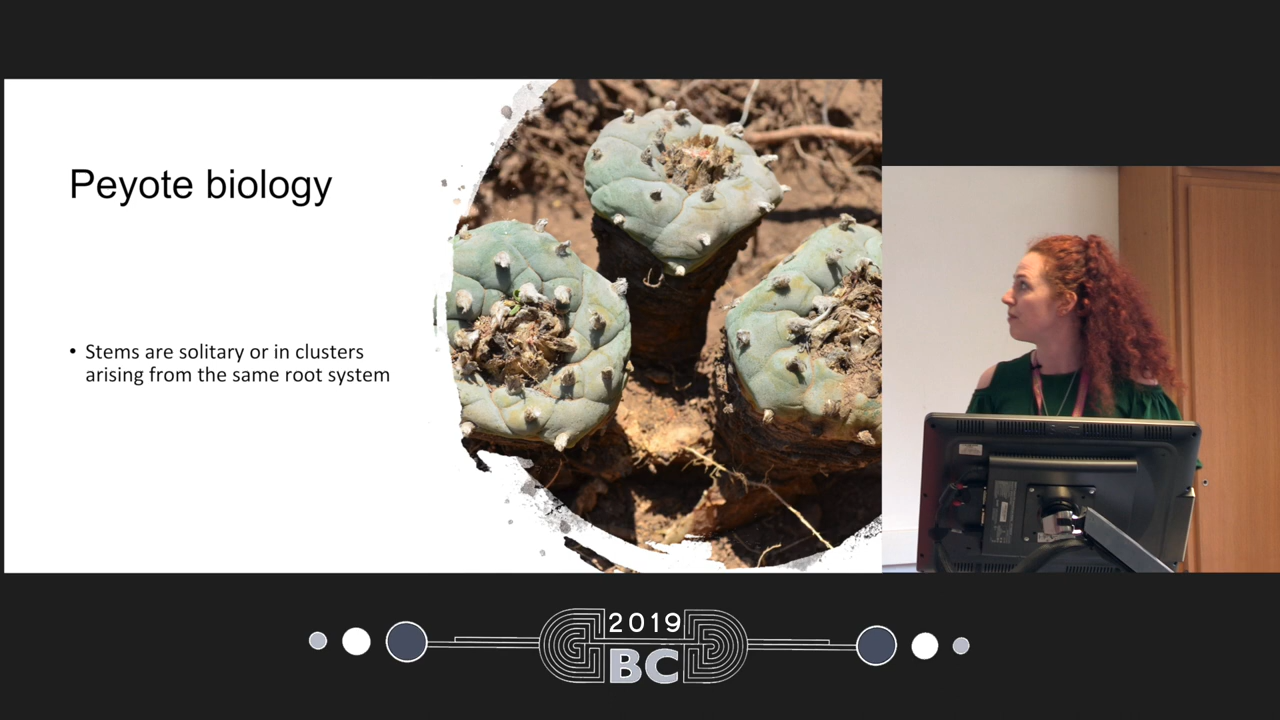 Peyote biology
• Stems are solitary or in clusters
arising from the same root system
2019
BC